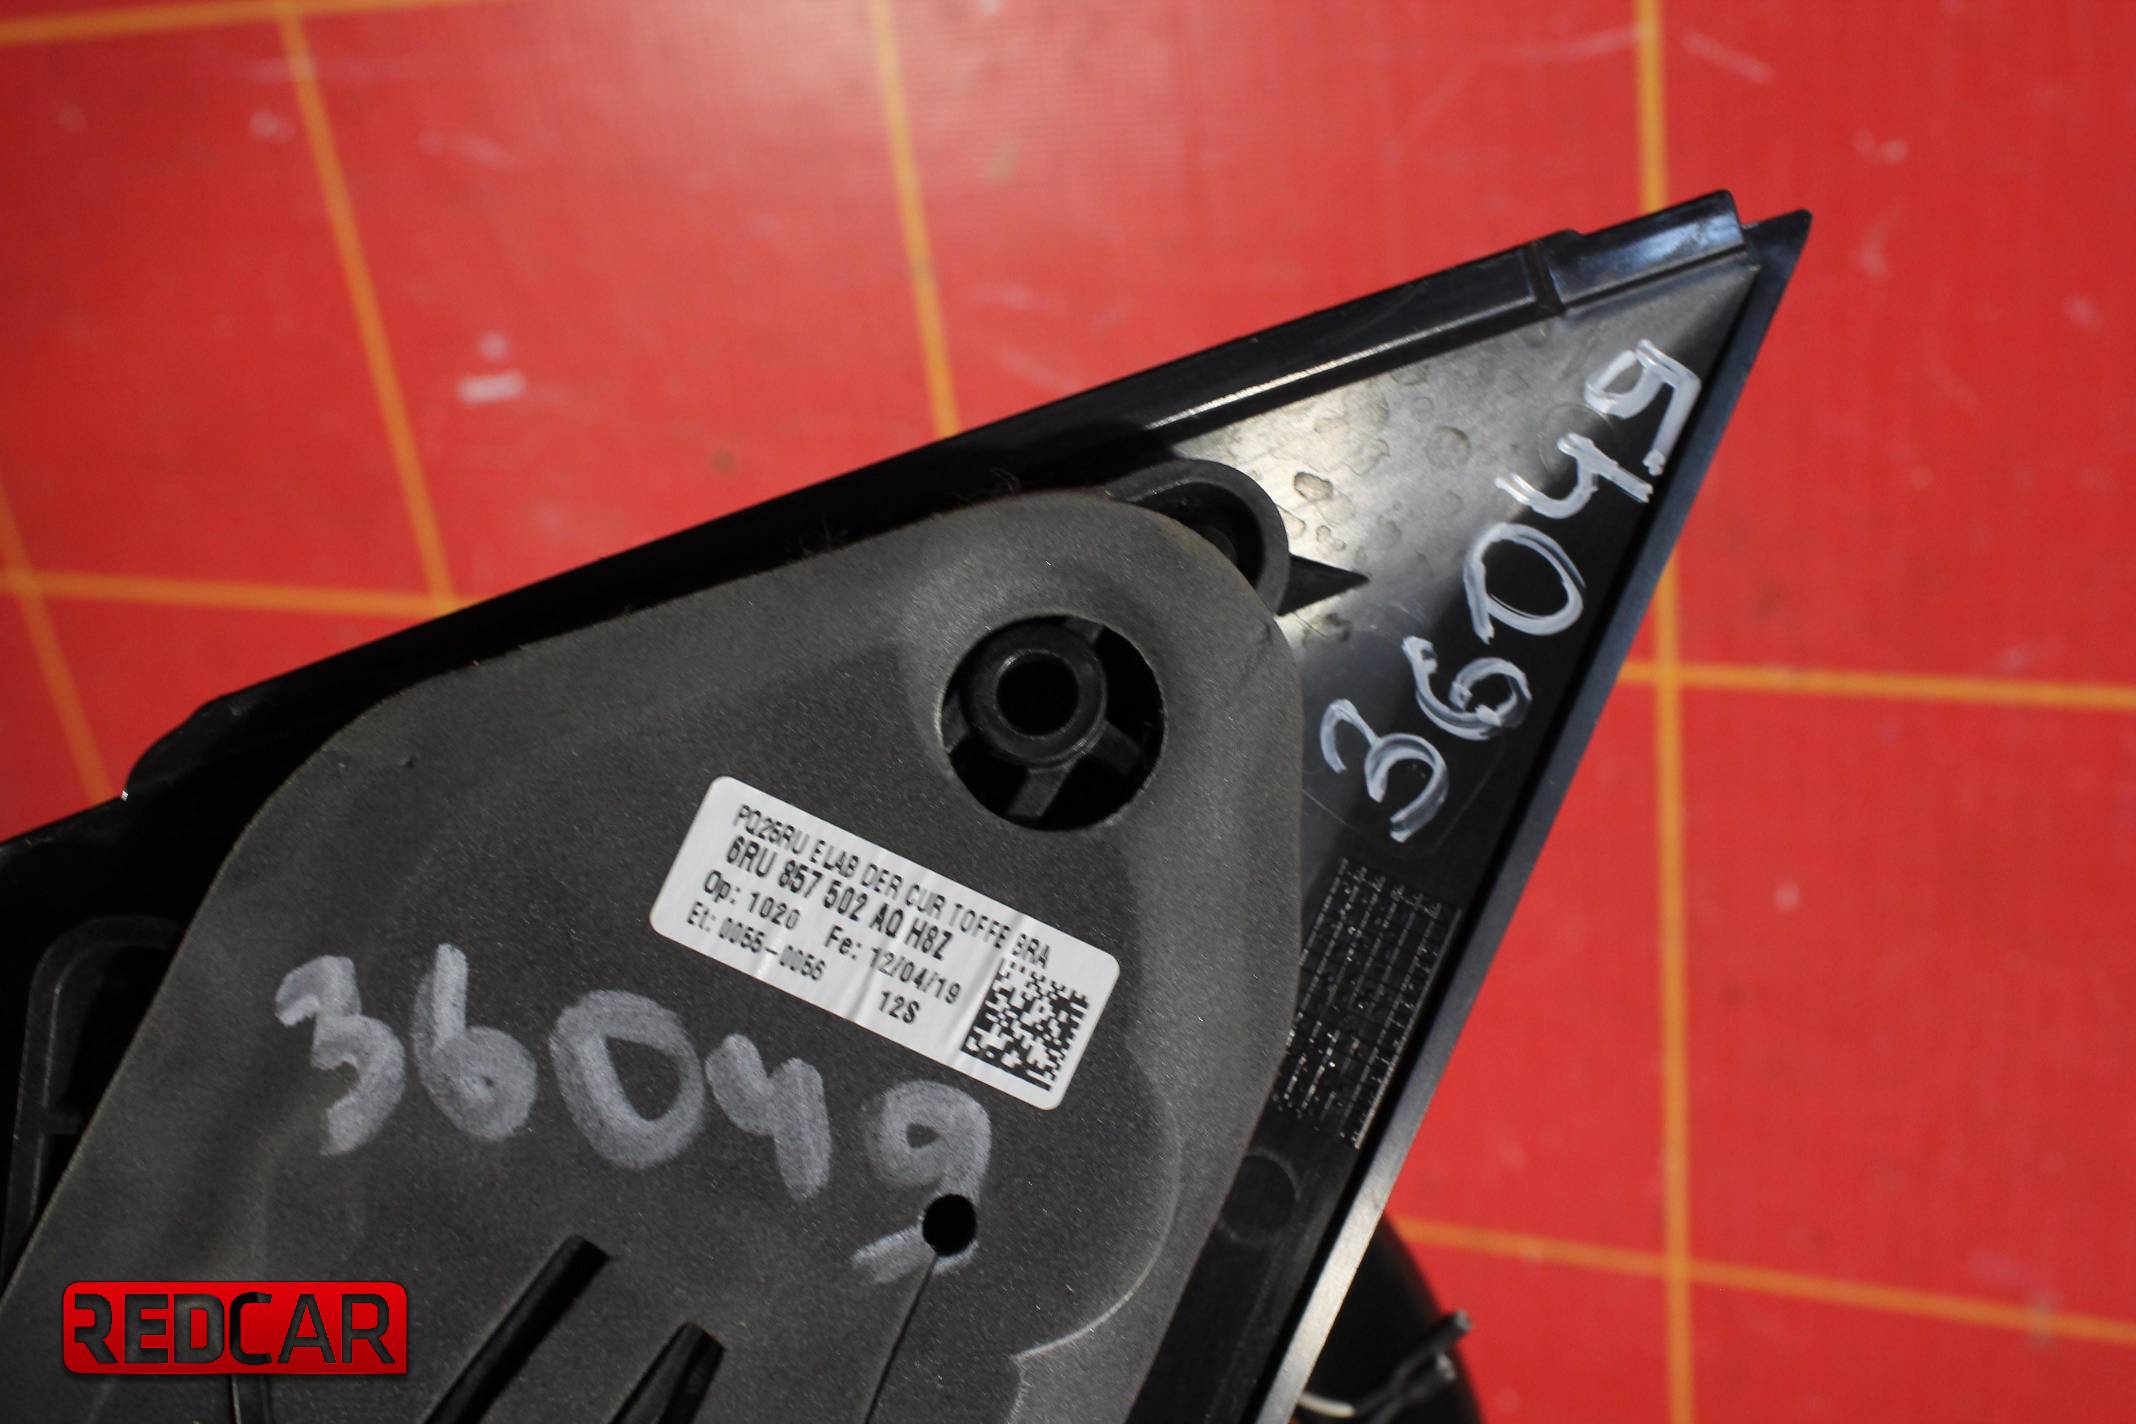 36049
PQ25RU ELAB DER CUR TOFFE BRA
6RU 857 502 AQ H8Z
Op: 1020 Fe: 12/04/19
Et: 0055-0056 12S
36049
REDCAR